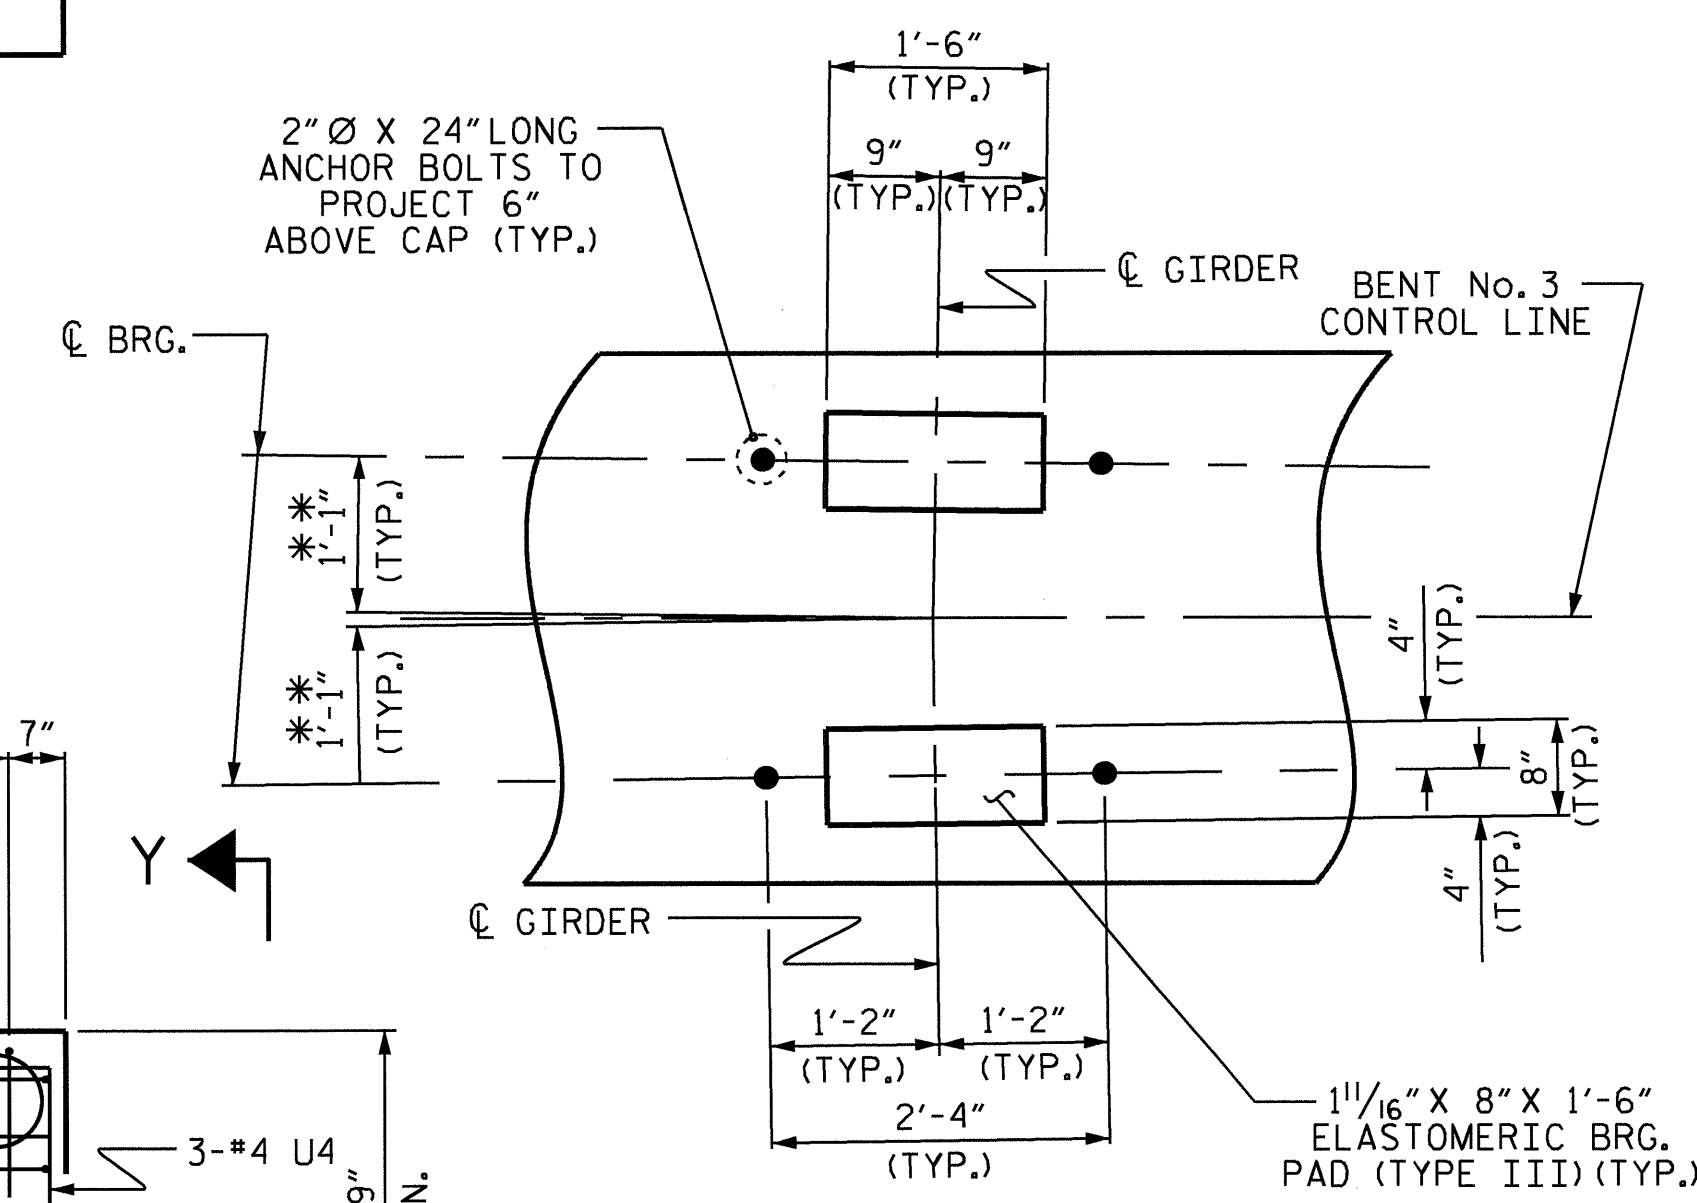 1'-6"
(TYP.)
9" 9"
(TYP.) (TYP.)
2"Ø X 24" LONG
ANCHOR BOLTS TO
PROJECT 6"
ABOVE CAP (TYP.)
℄ GIRDER
BENT No. 3
CONTROL LINE
℄ BRG.
**1'-1"
(TYP.)
**1'-1"
(TYP.)
4"
(TYP.)
8"
(TYP.)
4"
(TYP.)
7"
Y
℄ GIRDER
1'-2" 1'-2"
(TYP.) (TYP.)
2'-4"
(TYP.)
1 11/16" X 8" X 1'-6"
ELASTOMERIC BRG.
PAD (TYPE III) (TYP.)
3-#4 U4
9"
N.